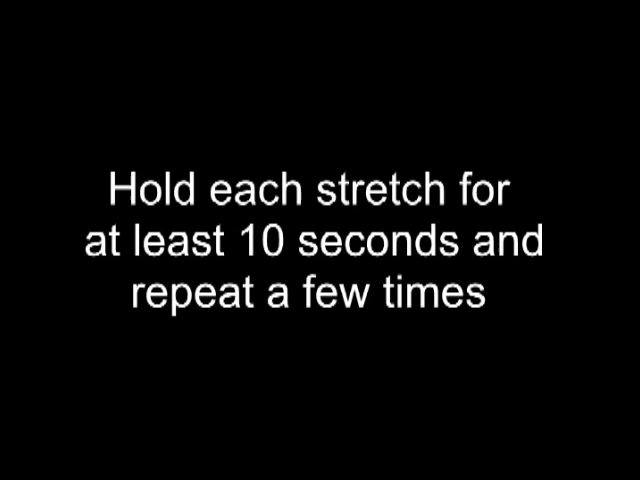 Hold each stretch for
at least 10 seconds and
repeat a few times